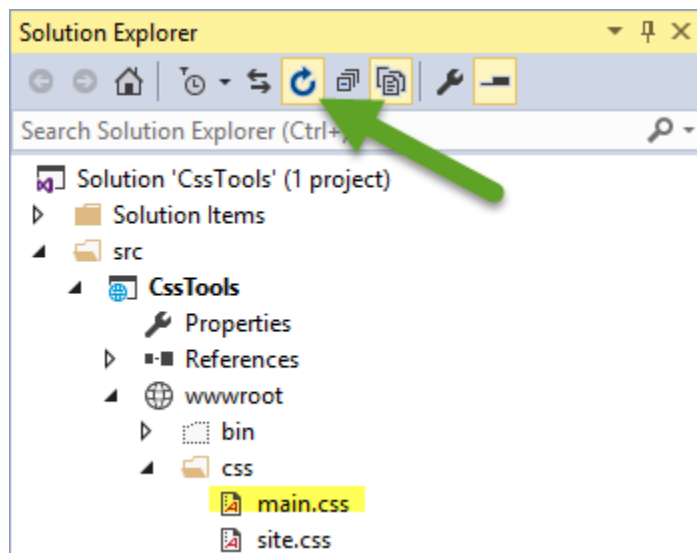 Solution Explorer
Search Solution Explorer (Ctrl+
Solution 'CssTools' (1 project)
Solution Items
src
CssTools
Properties
References
wwwroot
bin
css
main.css
site.css